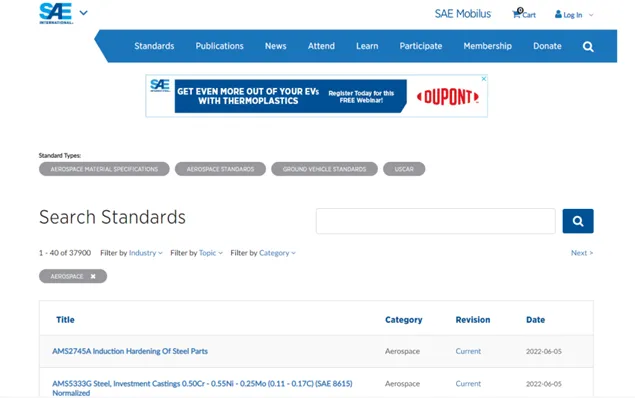 SAE
INTERNATIONAL
SAE Mobilus
0
Cart
Log In
Standards Publications News Attend Learn Participate Membership Donate
SAE
INTERNATIONAL
GET EVEN MORE OUT OF YOUR EVs
WITH THERMOPLASTICS
Register Today for this
FREE Webinar!
DUPONT
Standard Types:
AEROSPACE MATERIAL SPECIFICATIONS AEROSPACE STANDARDS GROUND VEHICLE STANDARDS USCAR
Search Standards
1 - 40 of 37900 Filter by Industry Filter by Topic Filter by Category Next >
AEROSPACE ✖
Title Category Revision Date
AMS2745A Induction Hardening Of Steel Parts Aerospace Current 2022-06-05
AMS5333G Steel, Investment Castings 0.50Cr - 0.55Ni - 0.25Mo (0.11 - 0.17C) (SAE 8615) Aerospace Current 2022-06-05
Normalized